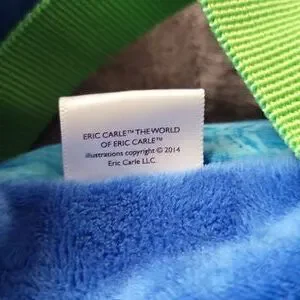 ERIC CARLE™ THE WORLD
OF ERIC CARLE™
illustrations copyright © 2014
Eric Carle LLC.